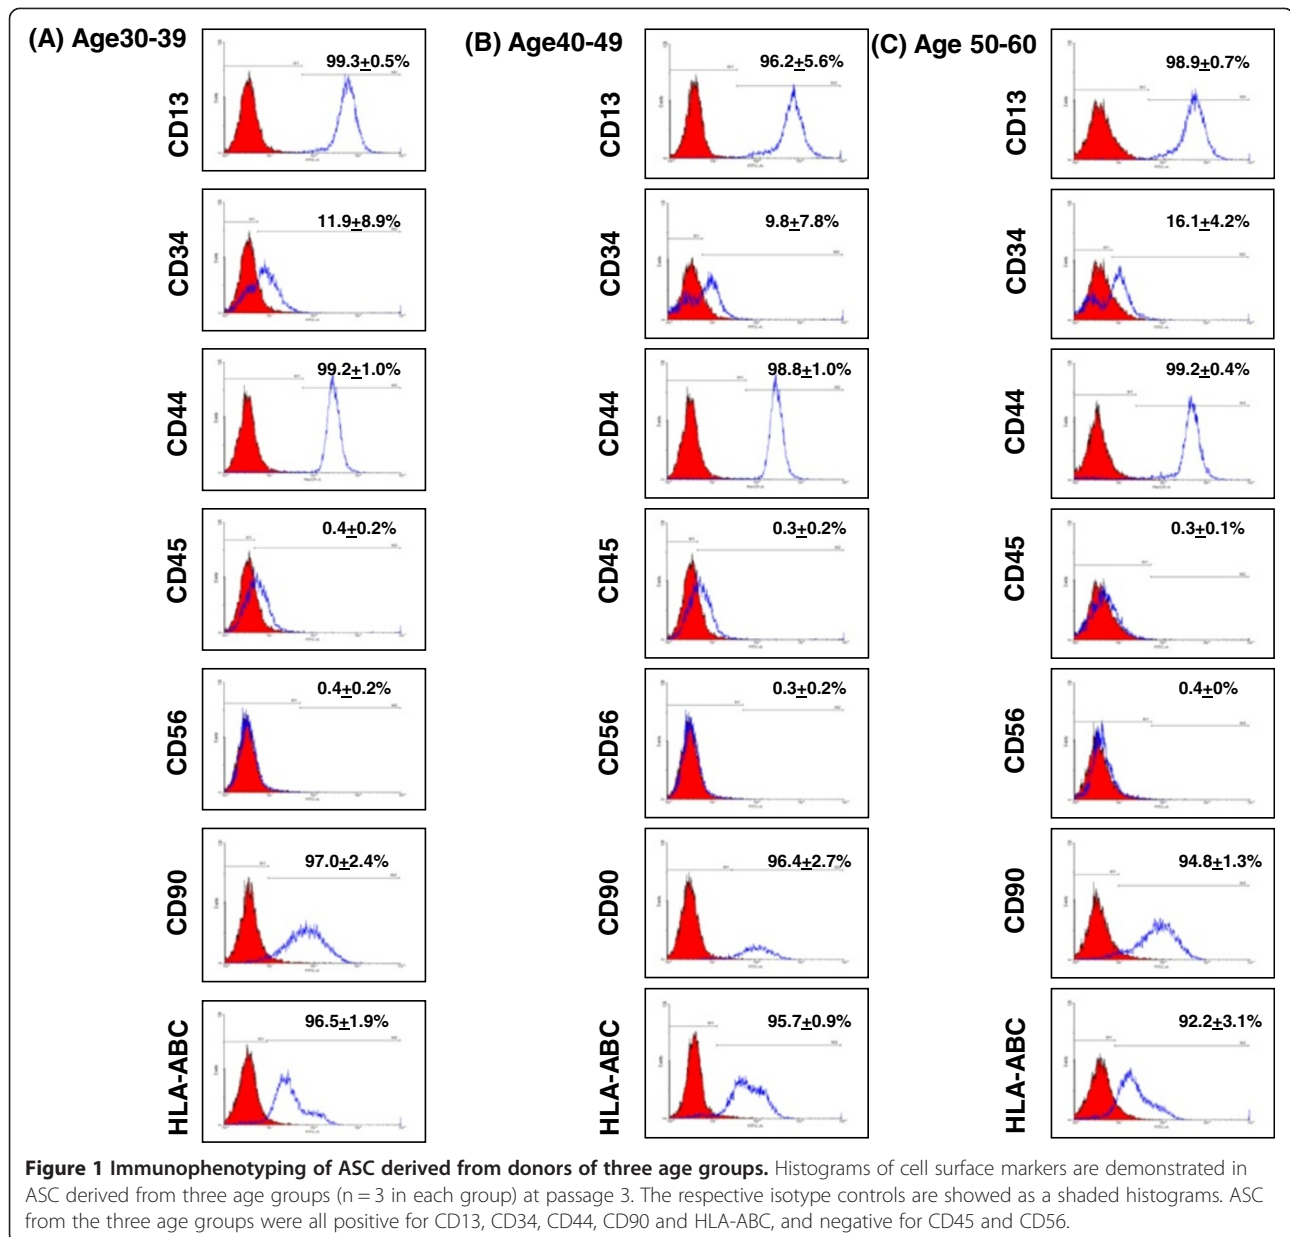 (A) Age30-39
(B) Age40-49
(C) Age 50-60
CD13
99.3±0.5%
CD13
96.2±5.6%
CD13
98.9±0.7%
CD34
11.9±8.9%
CD34
9.8±7.8%
CD34
16.1±4.2%
CD44
99.2±1.0%
CD44
98.8±1.0%
CD44
99.2±0.4%
CD45
0.4±0.2%
CD45
0.3±0.2%
CD45
0.3±0.1%
CD56
0.4±0.2%
CD56
0.3±0.2%
CD56
0.4±0%
CD90
97.0±2.4%
CD90
96.4±2.7%
CD90
94.8±1.3%
HLA-ABC
96.5±1.9%
HLA-ABC
95.7±0.9%
HLA-ABC
92.2±3.1%
Figure 1 Immunophenotyping of ASC derived from donors of three age groups. Histograms of cell surface markers are demonstrated in
ASC derived from three age groups (n = 3 in each group) at passage 3. The respective isotype controls are showed as a shaded histograms. ASC
from the three age groups were all positive for CD13, CD34, CD44, CD90 and HLA-ABC, and negative for CD45 and CD56.